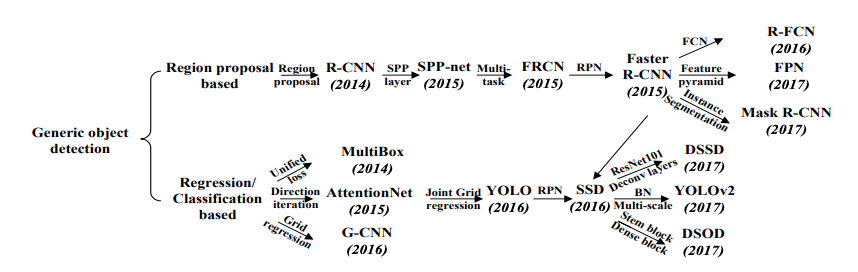 Generic object
detection
Region proposal
based
Region
proposal
R-CNN
(2014)
SPP
layer
SPP-net
(2015)
Multi-
task
FRCN
(2015)
RPN
Faster
R-CNN
(2015)
FCN
R-FCN
(2016)
Feature
pyramid
FPN
(2017)
Instance
Segmentation
Mask R-CNN
(2017)
Regression/
Classification
based
Unified
loss
MultiBox
(2014)
Direction
iteration
AttentionNet
(2015)
Grid
regression
G-CNN
(2016)
Joint Grid
regression
YOLO
(2016)
RPN
SSD
(2016)
ResNet101
Deconv layers
DSSD
(2017)
BN
Multi-scale
YOLOv2
(2017)
Stem block
Dense block
DSOD
(2017)